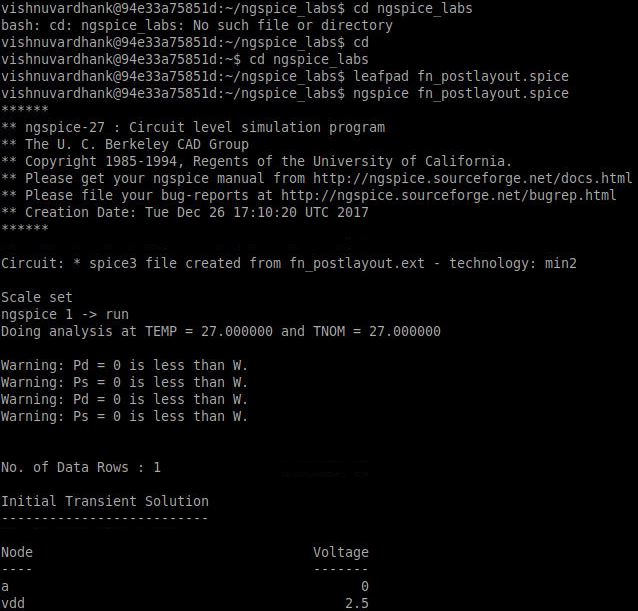 vishnuvardhank@94e33a75851d:~/ngspice_labs$ cd ngspice_labs
bash: cd: ngspice_labs: No such file or directory
vishnuvardhank@94e33a75851d:~/ngspice_labs$ cd
vishnuvardhank@94e33a75851d:~$ cd ngspice_labs
vishnuvardhank@94e33a75851d:~/ngspice_labs$ leafpad fn_postlayout.spice
vishnuvardhank@94e33a75851d:~/ngspice_labs$ ngspice fn_postlayout.spice
******
** ngspice-27 : Circuit level simulation program
** The U. C. Berkeley CAD Group
** Copyright 1985-1994, Regents of the University of California.
** Please get your ngspice manual from http://ngspice.sourceforge.net/docs.html
** Please file your bug-reports at http://ngspice.sourceforge.net/bugrep.html
** Creation Date: Tue Dec 26 17:10:20 UTC 2017
******
Circuit: * spice3 file created from fn_postlayout.ext - technology: min2
Scale set
ngspice 1 -> run
Doing analysis at TEMP = 27.000000 and TNOM = 27.000000
Warning: Pd = 0 is less than W.
Warning: Ps = 0 is less than W.
Warning: Pd = 0 is less than W.
Warning: Ps = 0 is less than W.
No. of Data Rows : 1
Initial Transient Solution
--------------------------
Node Voltage
---- -------
a 0
vdd 2.5